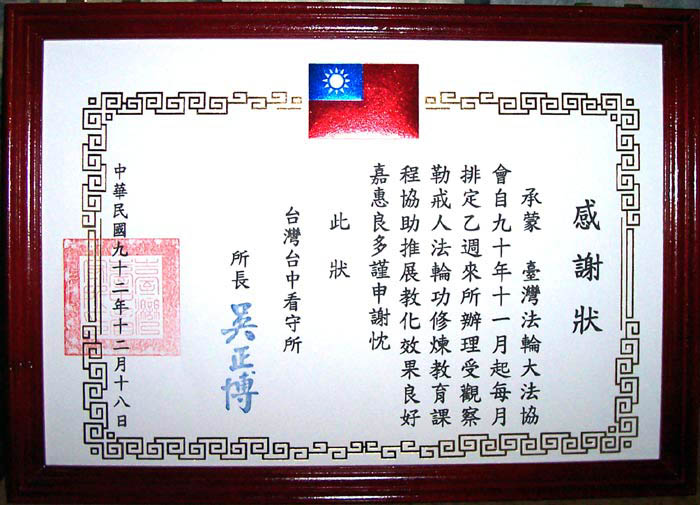 感謝狀
承蒙 臺灣法輪大法協
會自九十年十一月起每月
排定乙週來所辦理受觀察
勒戒人法輪功修煉教育課
程協助推展教化效果良好
嘉惠良多謹申謝忱
此狀
台灣台中看守所
所長 吳正博
中華民國九十二年十二月十八日